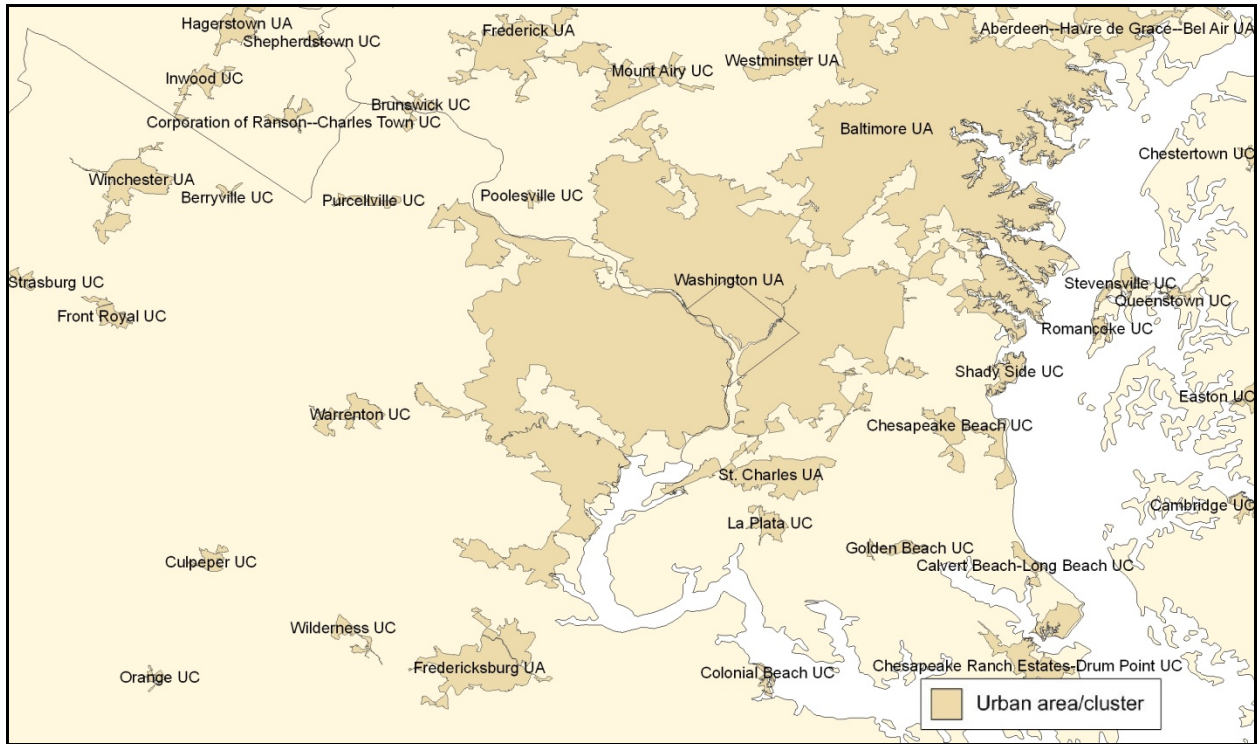 Hagerstown UA
Frederick UA
Aberdeen--Havre de Grace--Bel Air UA
Shepherdstown UC
Westminster UA
Mount Airy UC
Inwood UC
Brunswick UC
Corporation of Ranson--Charles Town UC
Baltimore UA
Chestertown UC
Winchester UA
Berryville UC
Purcellville UC
Poolesville UC
Strasburg UC
Washington UA
Stevensville UC
Queenstown UC
Front Royal UC
Romancoke UC
Shady Side UC
Easton UC
Warrenton UC
Chesapeake Beach UC
St. Charles UA
Cambridge UC
La Plata UC
Golden Beach UC
Culpeper UC
Calvert Beach-Long Beach UC
Wilderness UC
Fredericksburg UA
Chesapeake Ranch Estates-Drum Point UC
Colonial Beach UC
Orange UC
Urban area/cluster